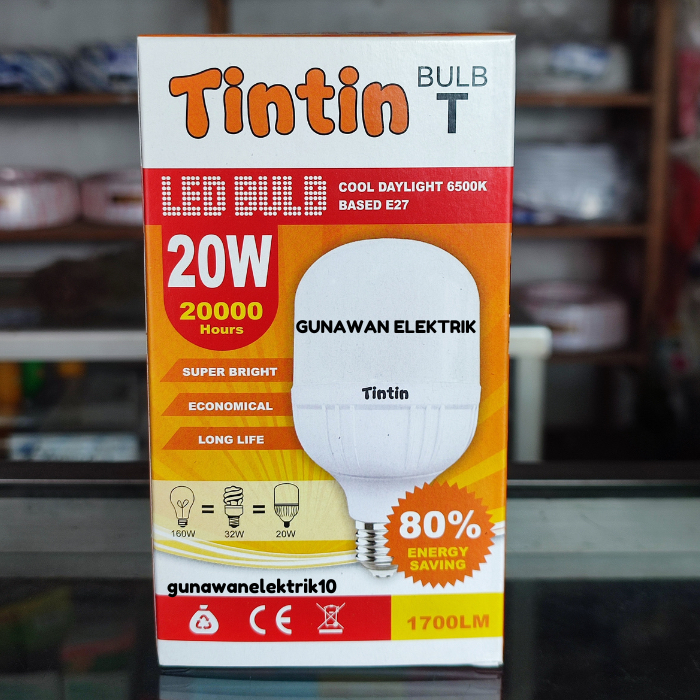 Tintin
BULB
T
LED BULB
COOL DAYLIGHT 6500K
BASED E27
20W
20000
Hours
GUNAWAN ELEKTRIK
SUPER BRIGHT
Tintin
ECONOMICAL
LONG LIFE
= =
160W 32W 20W
80%
ENERGY
SAVING
gunawanelektrik10
CE
1700LM